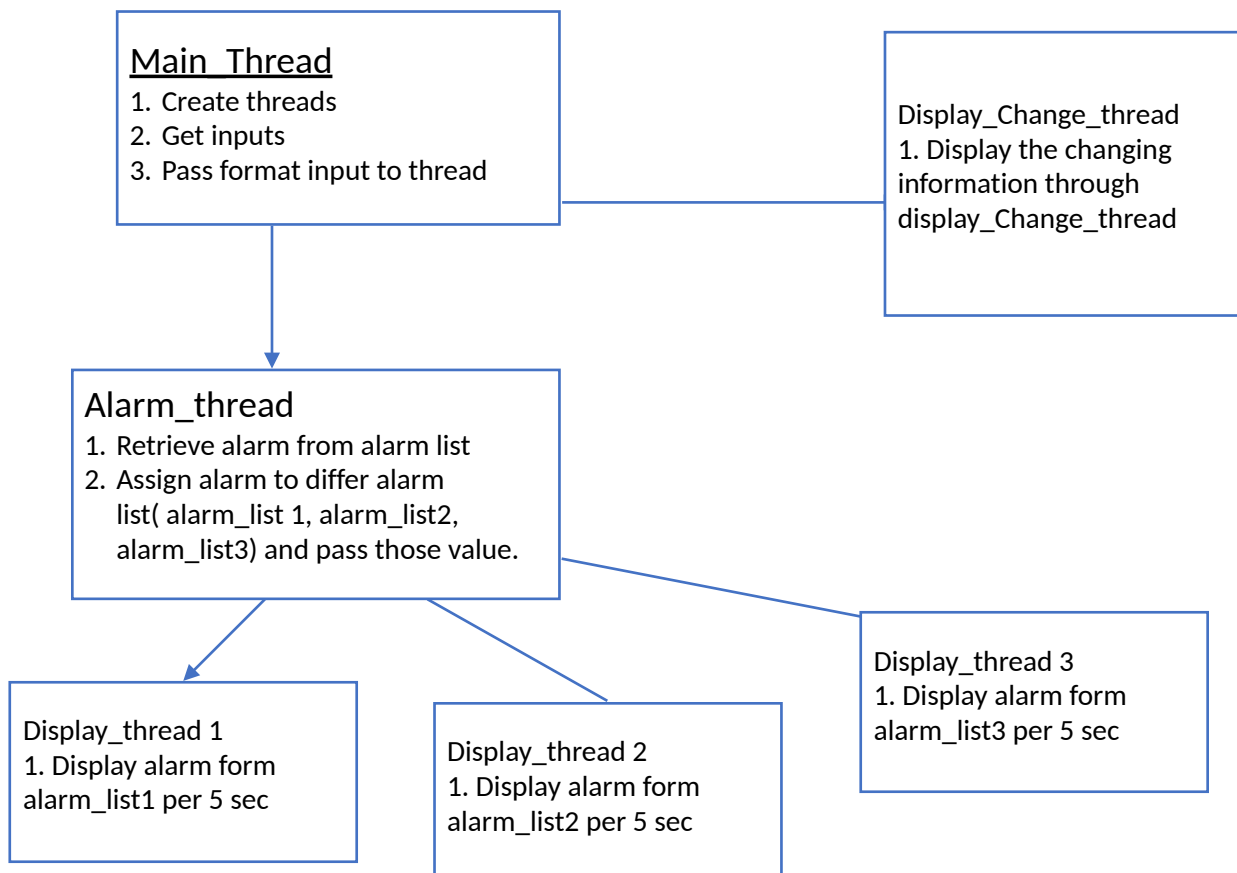 Main_Thread
1. Create threads
2. Get inputs
3. Pass format input to thread
Display_Change_thread
1. Display the changing
information through
display_Change_thread
Alarm_thread
1. Retrieve alarm from alarm list
2. Assign alarm to differ alarm
list( alarm_list 1, alarm_list2,
alarm_list3) and pass those value.
Display_thread 1
1. Display alarm form
alarm_list1 per 5 sec
Display_thread 2
1. Display alarm form
alarm_list2 per 5 sec
Display_thread 3
1. Display alarm form
alarm_list3 per 5 sec